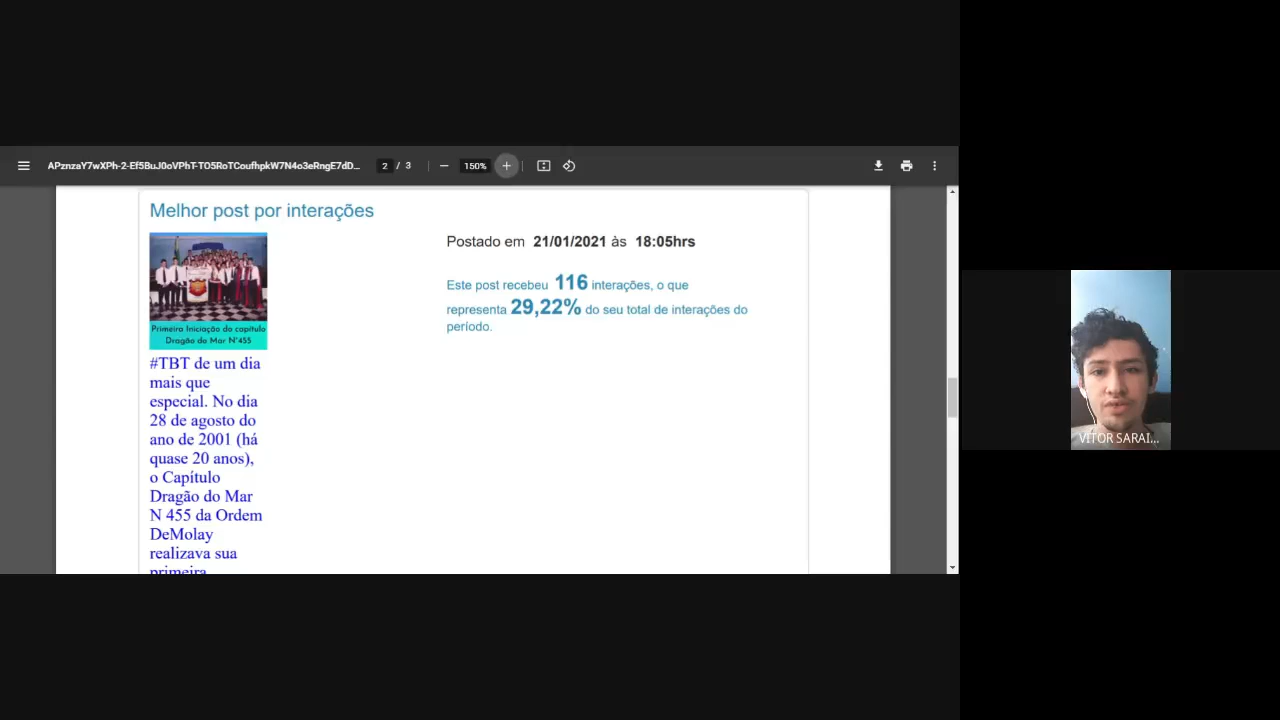 APznzaY7wXPh-2-Ef5BuJ0oVPhT-TO5RoTCoufhpkW7N4o3eRngE7dD...
2 / 3
150%
Melhor post por interações
Primeira Iniciação do capítulo
Dragão do Mar N°455
#TBT de um dia
mais que
especial. No dia
28 de agosto do
ano de 2001 (há
quase 20 anos),
o Capítulo
Dragão do Mar
N 455 da Ordem
DeMolay
realizava sua
primeira
Postado em 21/01/2021 às 18:05hrs
Este post recebeu 116 interações, o que
representa 29,22% do seu total de interações do
período.
VÍTOR SARAI...